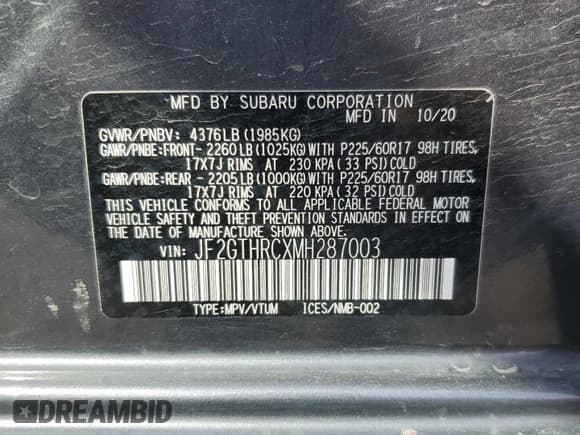 MFD BY SUBARU CORPORATION
MFD IN 10/20
GVWR/PNBV: 4376LB(1985KG)
GAWR/PNBE:FRONT-2260LB(1025KG)WITH P225/60R17 98H TIRES,
17X7J RIMS AT 230 KPA(33 PSI)COLD
GAWR/PNBE:REAR -2205LB(1000KG)WITH P225/60R17 98H TIRES,
17X7J RIMS AT 220 KPA(32 PSI)COLD
THIS VEHICLE CONFORMS TO ALL APPLICABLE FEDERAL MOTOR
VEHICLE SAFETY AND THEFT PREVENTION STANDARDS IN EFFECT ON
THE DATE OF MANUFACTURE SHOWN ABOVE.
VIN: JF2GTHRCXMH287003
TYPE:MPV/VTUM ICES/NMB-002
DREAMBID